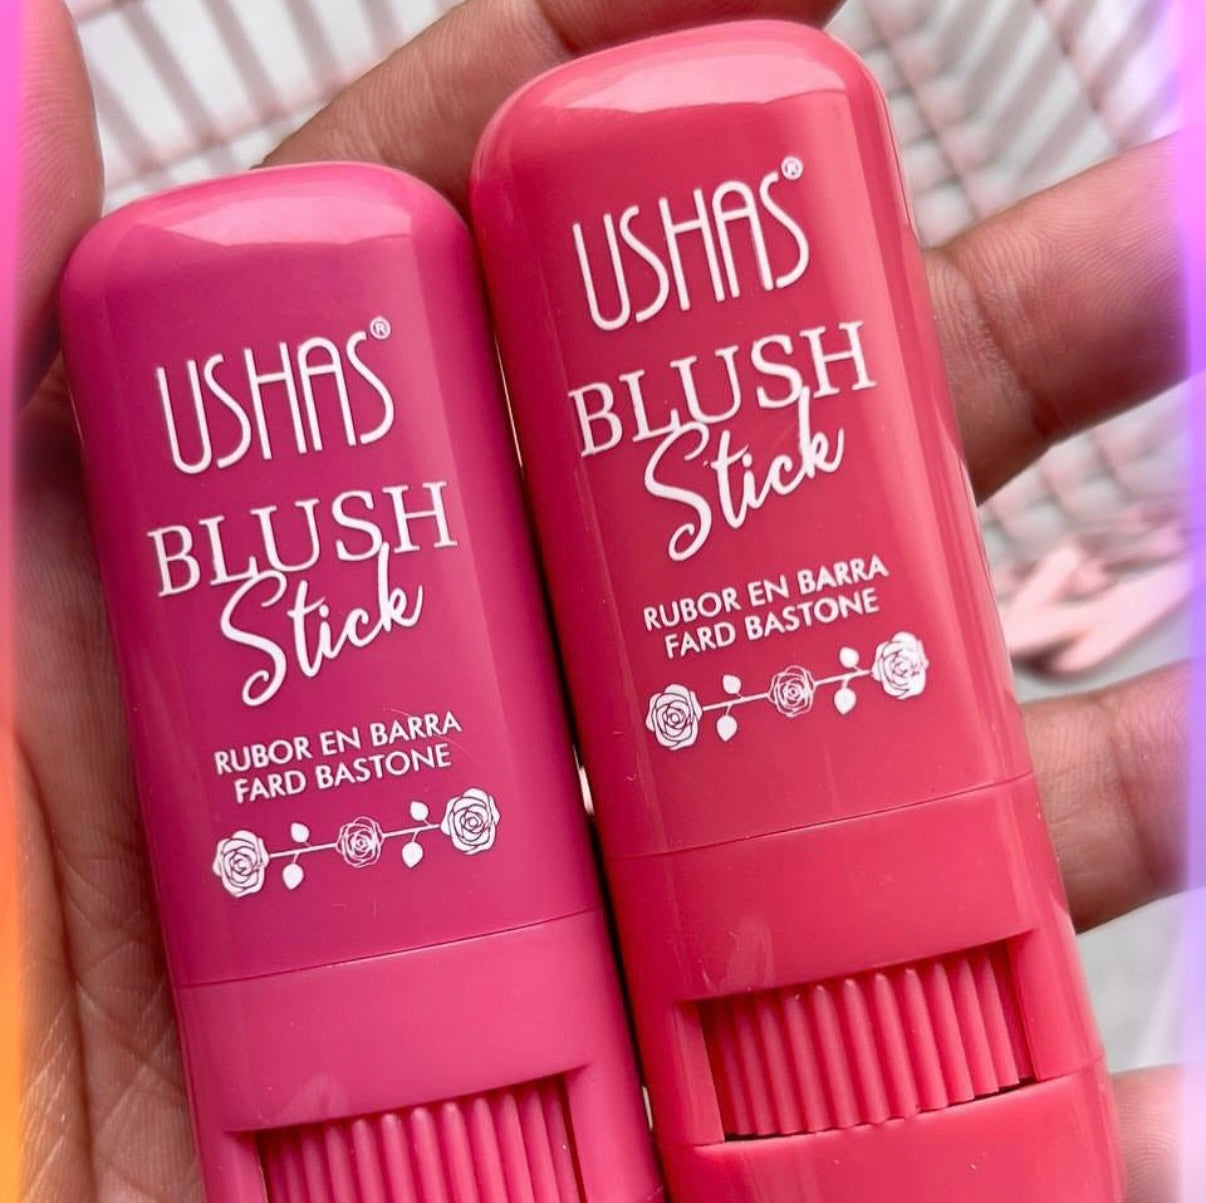 USHAS®
BLUSH
Stick
RUBOR EN BARRA
FARD BASTONE
USHAS®
BLUSH
Stick
RUBOR EN BARRA
FARD BASTONE